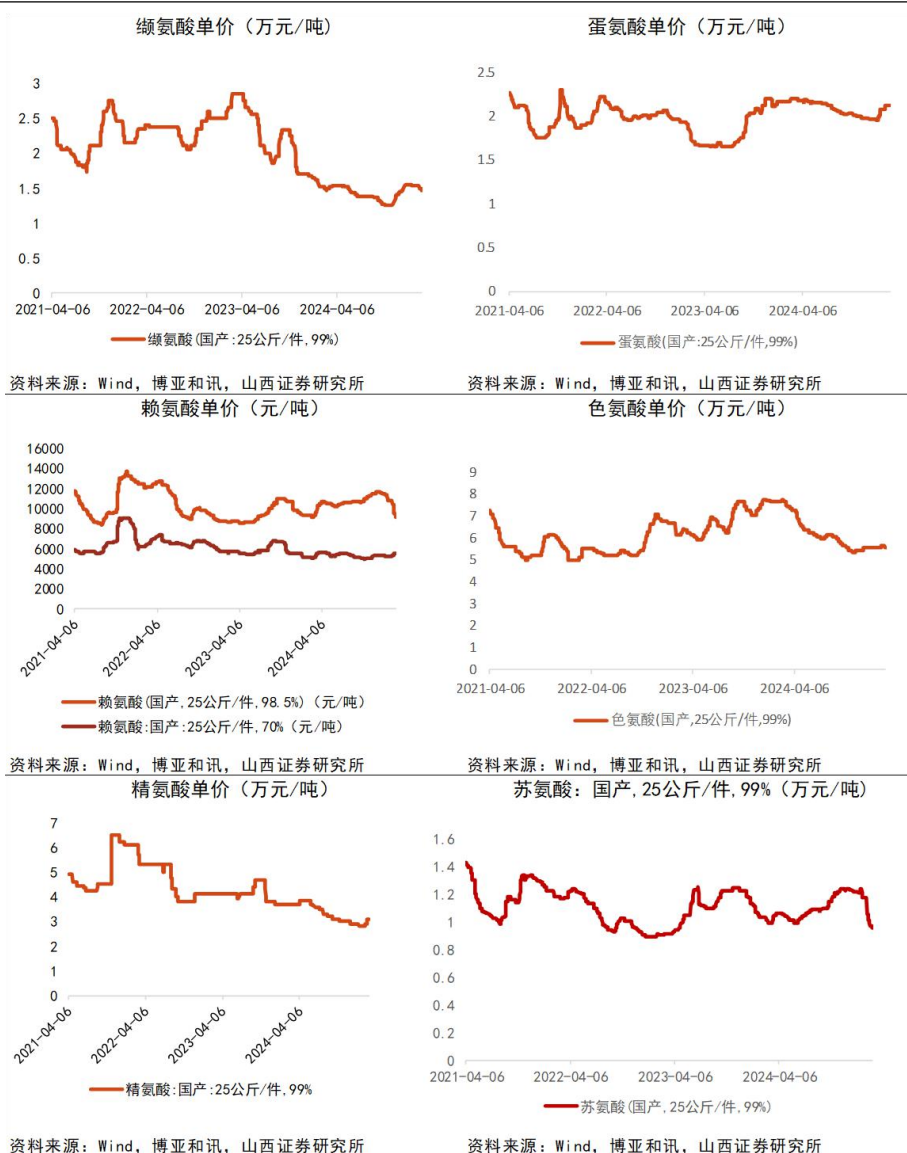 缬氨酸单价（万元/吨）
3
2.5
2
1.5
1
0.5
0
2021-04-06 2022-04-06 2023-04-06 2024-04-06
缬氨酸(国产:25公斤/件,99%)
资料来源：Wind，博亚和讯，山西证券研究所
蛋氨酸单价（万元/吨）
2.5
2
1.5
1
0.5
0
2021-04-06 2022-04-06 2023-04-06 2024-04-06
蛋氨酸(国产:25公斤/件,99%)
资料来源：Wind，博亚和讯，山西证券研究所
赖氨酸单价（元/吨）
16000
14000
12000
10000
8000
6000
4000
2000
0
2021-04-06 2022-04-06 2023-04-06 2024-04-06
赖氨酸(国产,25公斤/件,98.5%)（元/吨）
赖氨酸:国产:25公斤/件,70%（元/吨）
资料来源：Wind，博亚和讯，山西证券研究所
色氨酸单价（万元/吨）
9
8
7
6
5
4
3
2
1
0
2021-04-06 2022-04-06 2023-04-06 2024-04-06
色氨酸(国产,25公斤/件,99%)
资料来源：Wind，博亚和讯，山西证券研究所
精氨酸单价（万元/吨）
7
6
5
4
3
2
1
0
2021-04-06 2022-04-06 2023-04-06 2024-04-06
精氨酸:国产:25公斤/件,99%
资料来源：Wind，博亚和讯，山西证券研究所
苏氨酸：国产,25公斤/件,99%（万元/吨）
1.6
1.4
1.2
1
0.8
0.6
0.4
0.2
0
2021-04-06 2022-04-06 2023-04-06 2024-04-06
苏氨酸(国产,25公斤/件,99%)
资料来源：Wind，博亚和讯，山西证券研究所